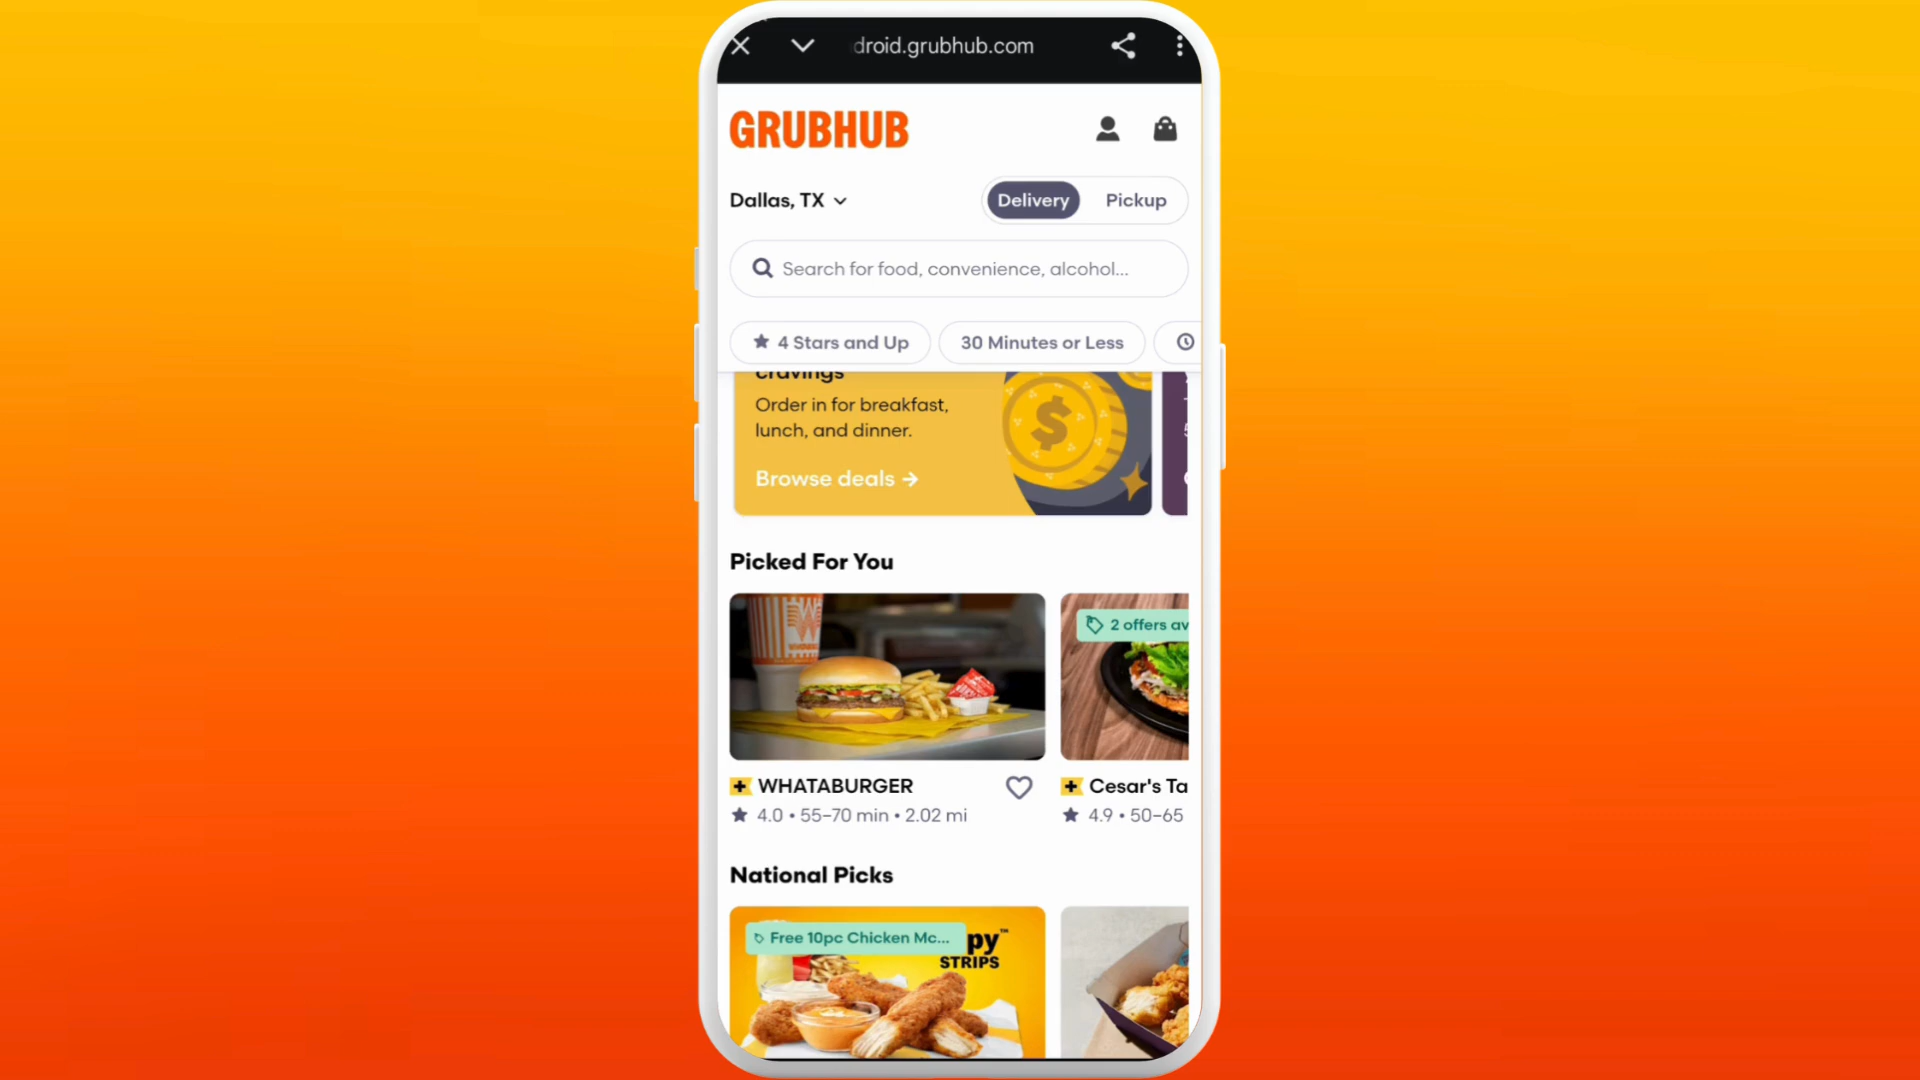 droid.grubhub.com
GRUBHUB
Dallas, TX
Delivery
Pickup
Search for food, convenience, alcohol...
4 Stars and Up
30 Minutes or Less
cravings
Order in for breakfast,
lunch, and dinner.
Browse deals →
Picked For You
2 offers av
WHATABURGER
4.0 • 55–70 min • 2.02 mi
Cesar's Ta
4.9 • 50–65
National Picks
Free 10pc Chicken Mc...
py™
STRIPS